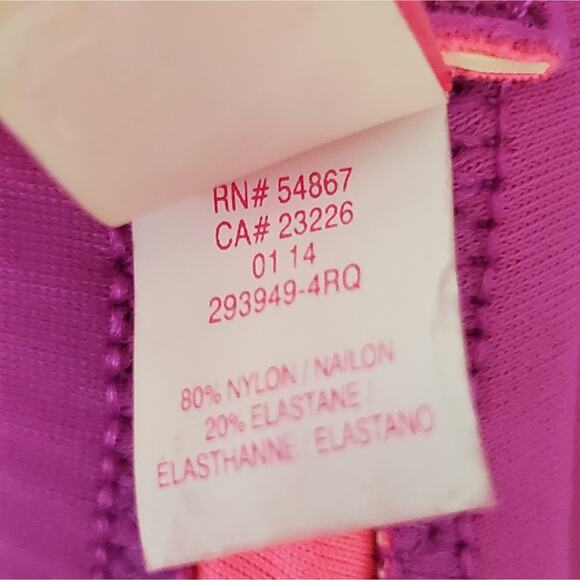 RN# 54867
CA# 23226
01 14
293949-4RQ
80% NYLON / NAILON
20% ELASTANE /
ÉLASTHANNE / ELASTANO